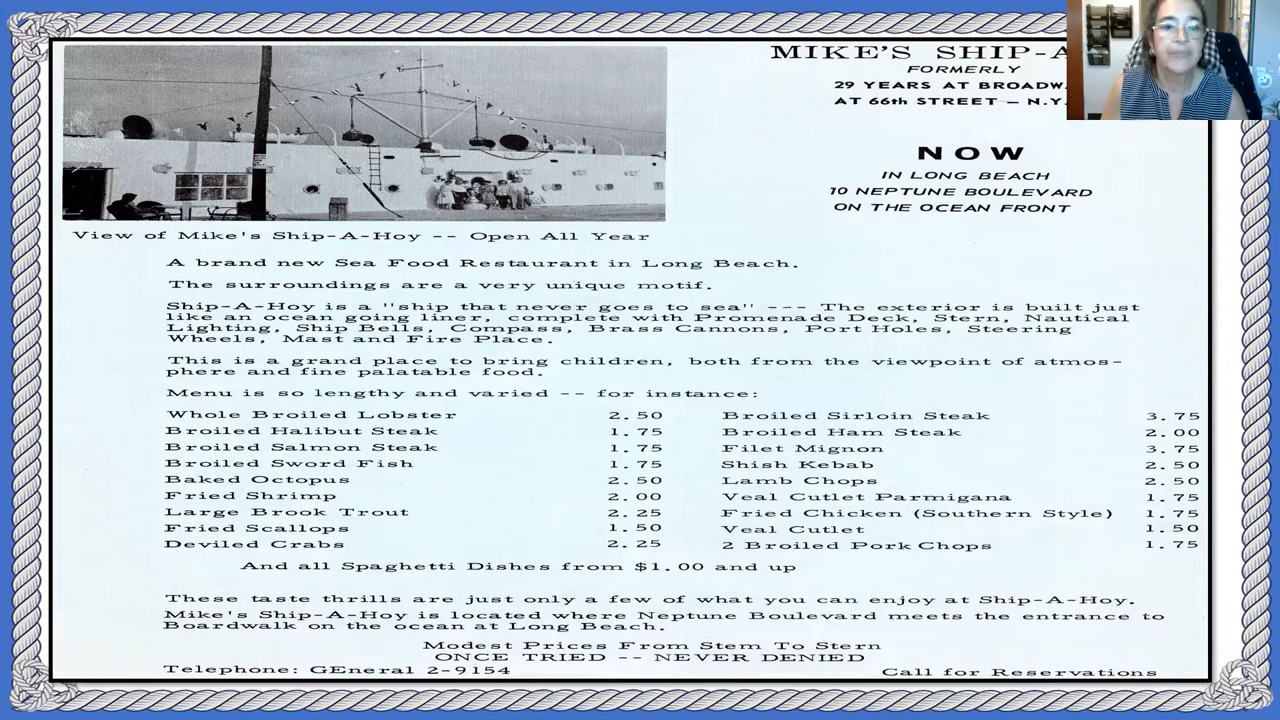 MIKE'S SHIP-A
FORMERLY
29 YEARS AT BROADW
AT 66th STREET — N.Y.
NOW
IN LONG BEACH
10 NEPTUNE BOULEVARD
ON THE OCEAN FRONT
View of Mike's Ship-A-Hoy -- Open All Year
A brand new Sea Food Restaurant in Long Beach.
The surroundings are a very unique motif.
Ship-A-Hoy is a "ship that never goes to sea" --- The exterior is built just
like an ocean going liner, complete with Promenade Deck, Stern, Nautical
Lighting, Ship Bells, Compass, Brass Cannons, Port Holes, Steering
Wheels, Mast and Fire Place.
This is a grand place to bring children, both from the viewpoint of atmos-
phere and fine palatable food.
Menu is so lengthy and varied -- for instance:
Whole Broiled Lobster 2.50 Broiled Sirloin Steak 3.75
Broiled Halibut Steak 1.75 Broiled Ham Steak 2.00
Broiled Salmon Steak 1.75 Filet Mignon 3.75
Broiled Sword Fish 1.75 Shish Kebab 2.50
Baked Octopus 2.50 Lamb Chops 2.50
Fried Shrimp 2.00 Veal Cutlet Parmigana 1.75
Large Brook Trout 2.25 Fried Chicken (Southern Style) 1.75
Fried Scallops 1.50 Veal Cutlet 1.50
Deviled Crabs 2.25 2 Broiled Pork Chops 1.75
And all Spaghetti Dishes from $1.00 and up
These taste thrills are just only a few of what you can enjoy at Ship-A-Hoy.
Mike's Ship-A-Hoy is located where Neptune Boulevard meets the entrance to
Boardwalk on the ocean at Long Beach.
Modest Prices From Stem To Stern
ONCE TRIED -- NEVER DENIED
Telephone: GEneral 2-9154 Call for Reservations